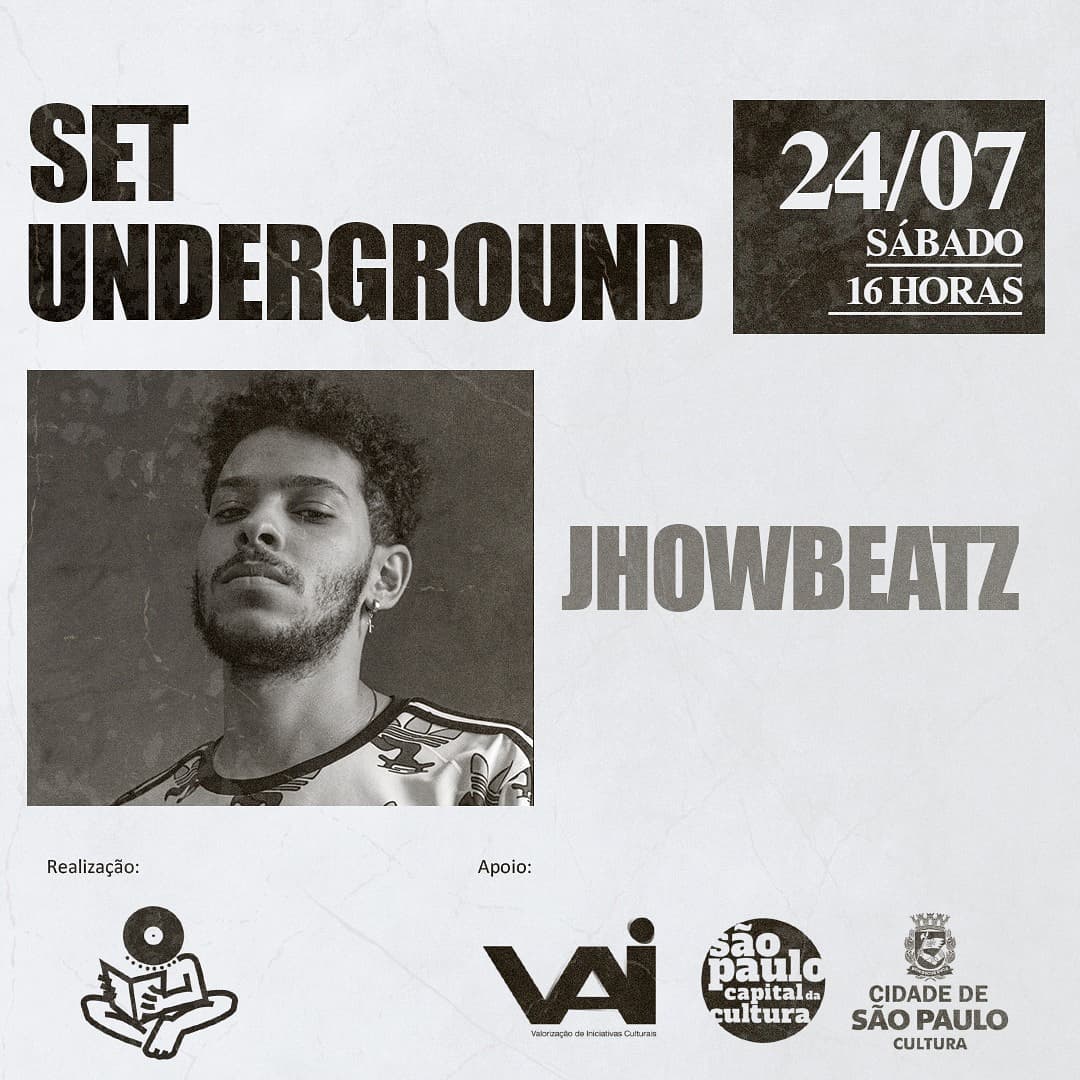 SET
UNDERGROUND
24/07
SÁBADO
16 HORAS
JHOWBEATZ
Realização:
Apoio:
VAi
Valorização de Iniciativas Culturais
são
paulo
capital da
cultura
CIDADE DE
SÃO PAULO
CULTURA